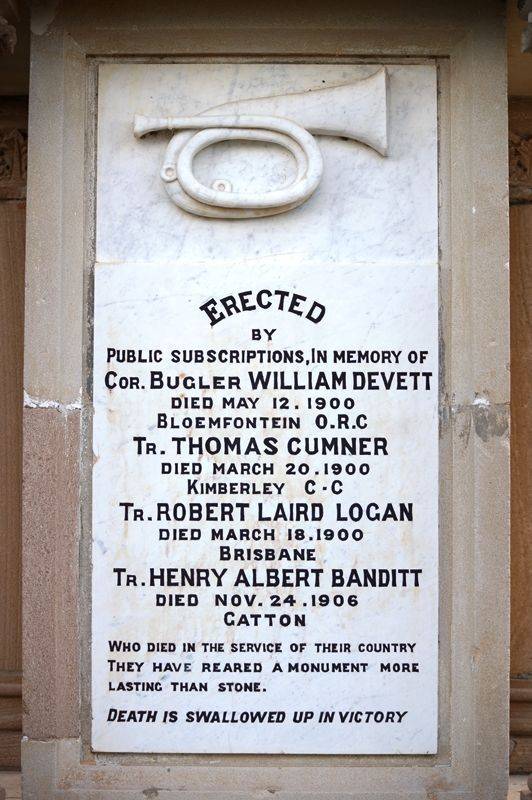 ERECTED
BY
PUBLIC SUBSCRIPTIONS, IN MEMORY OF
COR. BUGLER WILLIAM DEVETT
DIED MAY 12. 1900
BLOEMFONTEIN O.R.C
TR. THOMAS CUMNER
DIED MARCH 20. 1900
KIMBERLEY C-C
TR. ROBERT LAIRD LOGAN
DIED MARCH 18. 1900
BRISBANE
TR. HENRY ALBERT BANDITT
DIED NOV. 24. 1906
GATTON
WHO DIED IN THE SERVICE OF THEIR COUNTRY
THEY HAVE REARED A MONUMENT MORE
LASTING THAN STONE.
DEATH IS SWALLOWED UP IN VICTORY